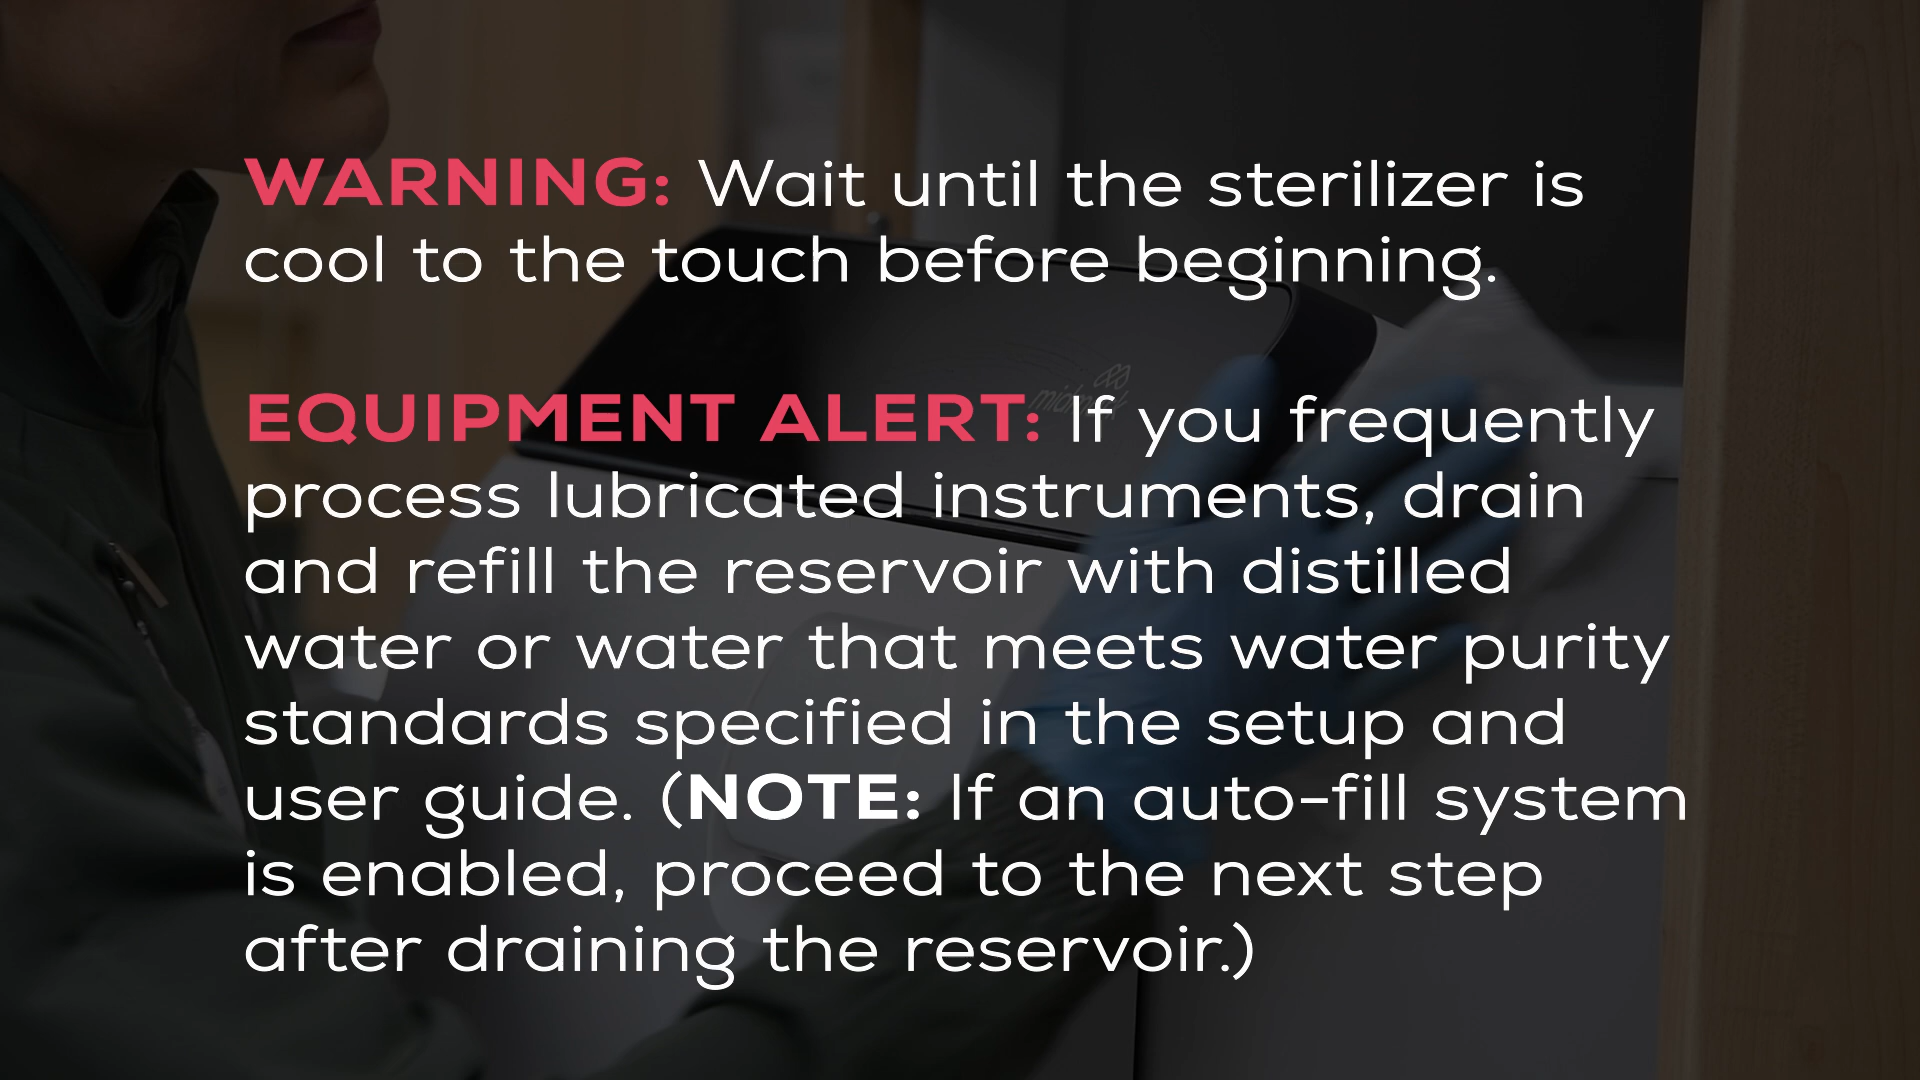 WARNING: Wait until the sterilizer is
cool to the touch before beginning.
midmark
EQUIPMENT ALERT: If you frequently
process lubricated instruments, drain
and refill the reservoir with distilled
water or water that meets water purity
standards specified in the setup and
user guide. (NOTE: If an auto-fill system
is enabled, proceed to the next step
after draining the reservoir.)